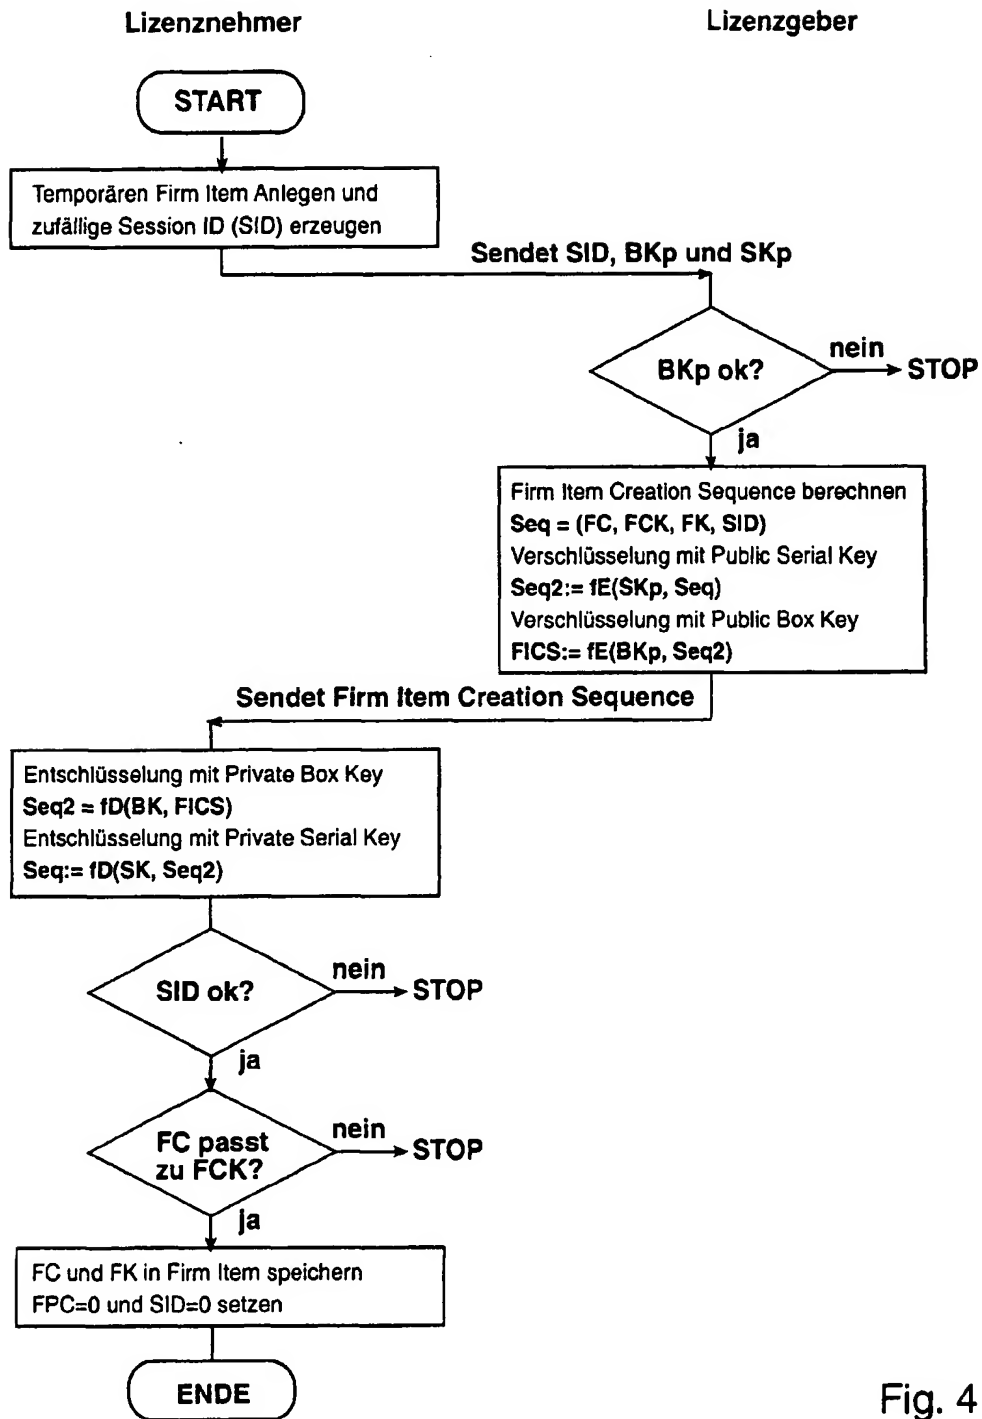 Lizenznehmer
Lizenzgeber
START
Temporären Firm Item Anlegen und
zufällige Session ID (SID) erzeugen
Sendet SID, BKp und SKp
BKp ok?
nein
STOP
ja
Firm Item Creation Sequence berechnen
Seq = (FC, FCK, FK, SID)
Verschlüsselung mit Public Serial Key
Seq2:= fE(SKp, Seq)
Verschlüsselung mit Public Box Key
FICS:= fE(BKp, Seq2)
Sendet Firm Item Creation Sequence
Entschlüsselung mit Private Box Key
Seq2 = fD(BK, FICS)
Entschlüsselung mit Private Serial Key
Seq:= fD(SK, Seq2)
SID ok?
nein
STOP
ja
FC passt
zu FCK?
nein
STOP
ja
FC und FK in Firm Item speichern
FPC=0 und SID=0 setzen
ENDE
Fig. 4